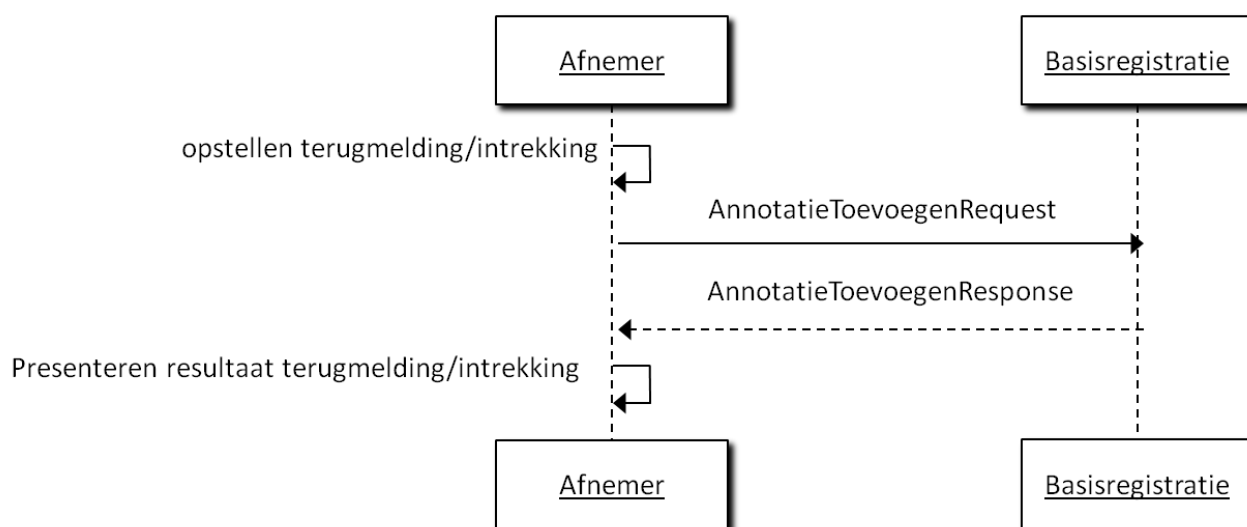 Afnemer
Basisregistratie
opstellen terugmelding/intrekking
AnnotatieToevoegenRequest
AnnotatieToevoegenResponse
Presenteren resultaat terugmelding/intrekking
Afnemer
Basisregistratie